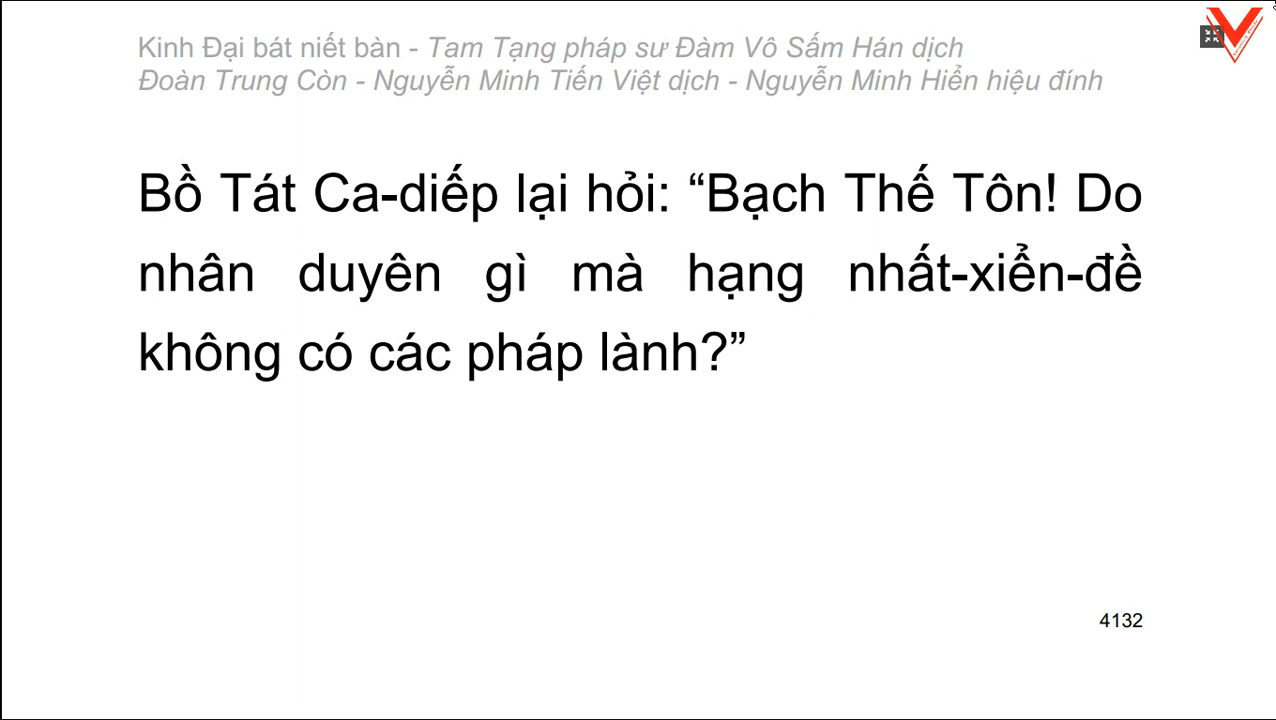 Kinh Đại bát niết bàn - Tam Tạng pháp sư Đàm Vô Sấm Hán dịch
Đoàn Trung Còn - Nguyễn Minh Tiến Việt dịch - Nguyễn Minh Hiển hiệu đính
Bồ Tát Ca-diếp lại hỏi: “Bạch Thế Tôn! Do
nhân duyên gì mà hạng nhất-xiển-đề
không có các pháp lành?”
4132